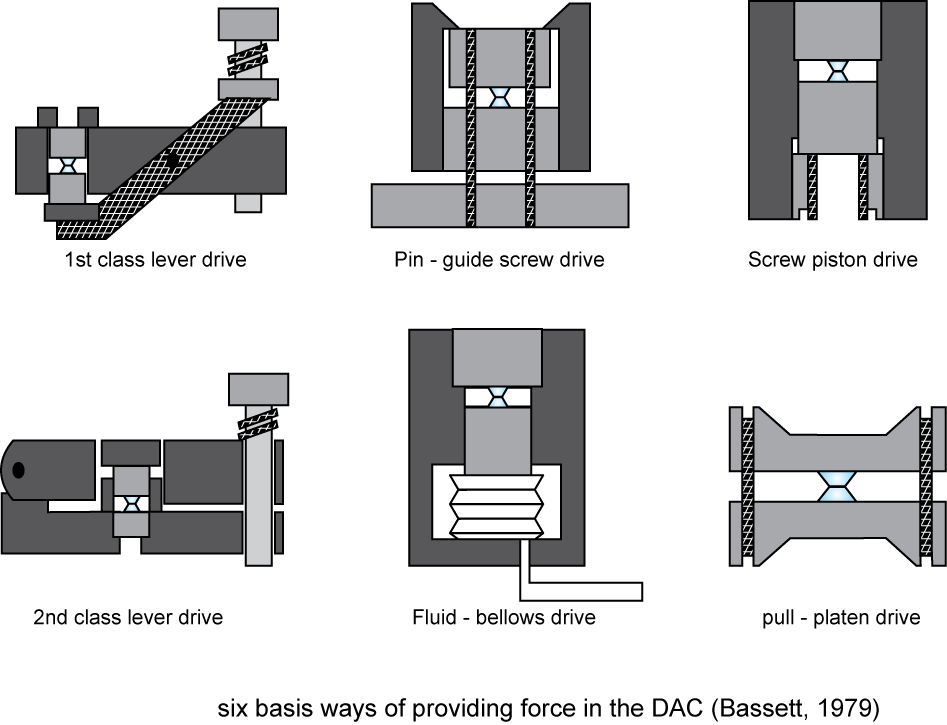 1st class lever drive
Pin - guide screw drive
Screw piston drive
2nd class lever drive
Fluid - bellows drive
pull - platen drive
six basis ways of providing force in the DAC (Bassett, 1979)